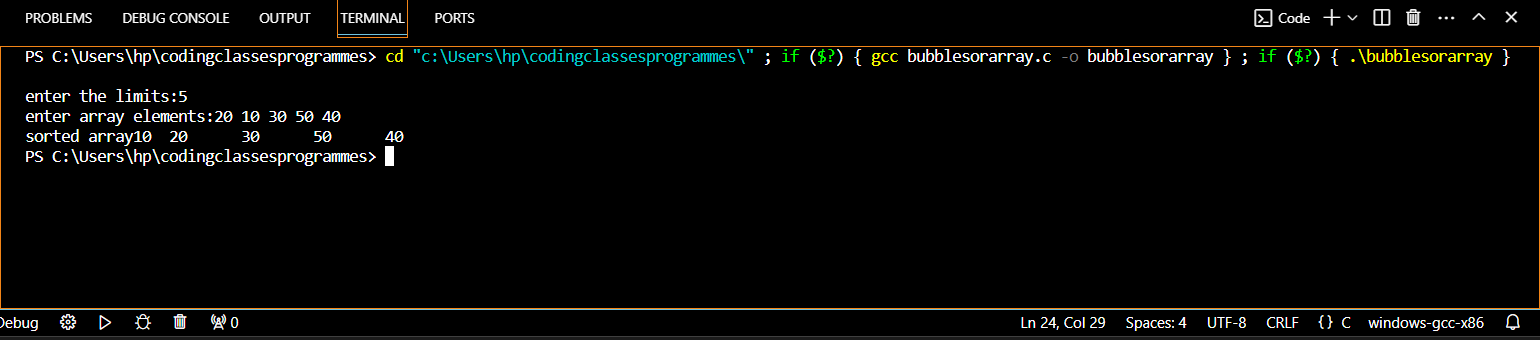 PROBLEMS DEBUG CONSOLE OUTPUT TERMINAL PORTS Code
PS C:\Users\hp\codingclassesprogrammes> cd "c:\Users\hp\codingclassesprogrammes\" ; if ($?) { gcc bubblesorarray.c -o bubblesorarray } ; if ($?) { .\bubblesorarray }
enter the limits:5
enter array elements:20 10 30 50 40
sorted array10  20      30      50      40
PS C:\Users\hp\codingclassesprogrammes>
Debug 0 Ln 24, Col 29 Spaces: 4 UTF-8 CRLF {} C windows-gcc-x86